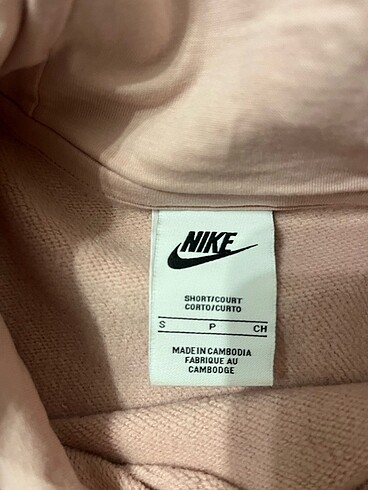 NIKE
SHORT/COURT
CORTO/CURTO
S P CH
MADE IN CAMBODIA
FABRIQUE AU
CAMBODGE